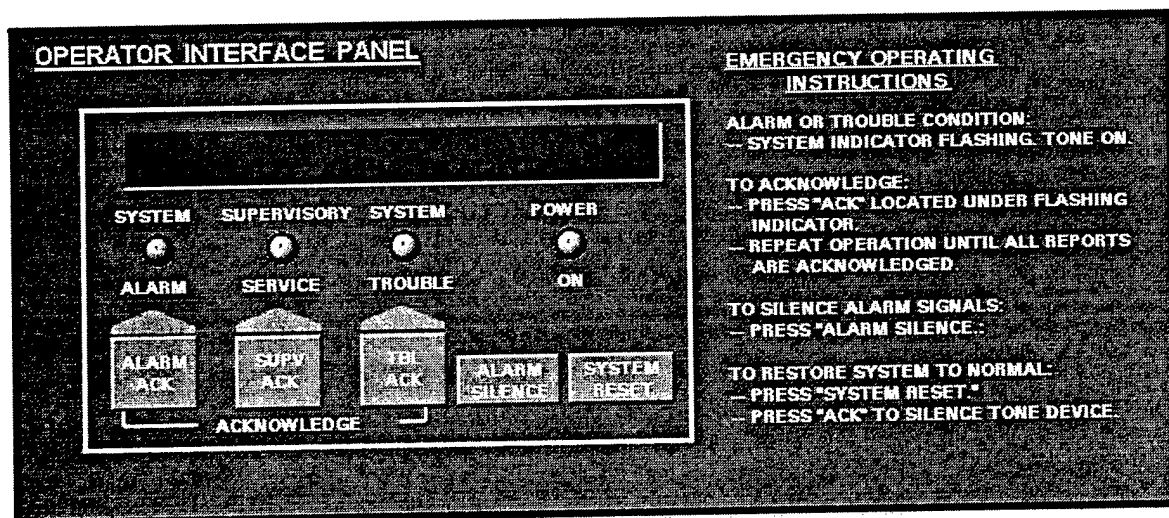 OPERATOR INTERFACE PANEL
SYSTEM SUPERVISORY SYSTEM POWER
ALARM SERVICE TROUBLE ON
ALARM ACK
SUPV ACK
TBL ACK
ALARM SILENCE
SYSTEM RESET
ACKNOWLEDGE
EMERGENCY OPERATING
INSTRUCTIONS
ALARM OR TROUBLE CONDITION:
— SYSTEM INDICATOR FLASHING. TONE ON.
TO ACKNOWLEDGE:
— PRESS "ACK" LOCATED UNDER FLASHING
INDICATOR.
— REPEAT OPERATION UNTIL ALL REPORTS
ARE ACKNOWLEDGED.
TO SILENCE ALARM SIGNALS:
— PRESS "ALARM SILENCE.:
TO RESTORE SYSTEM TO NORMAL:
— PRESS "SYSTEM RESET."
— PRESS "ACK" TO SILENCE TONE DEVICE.